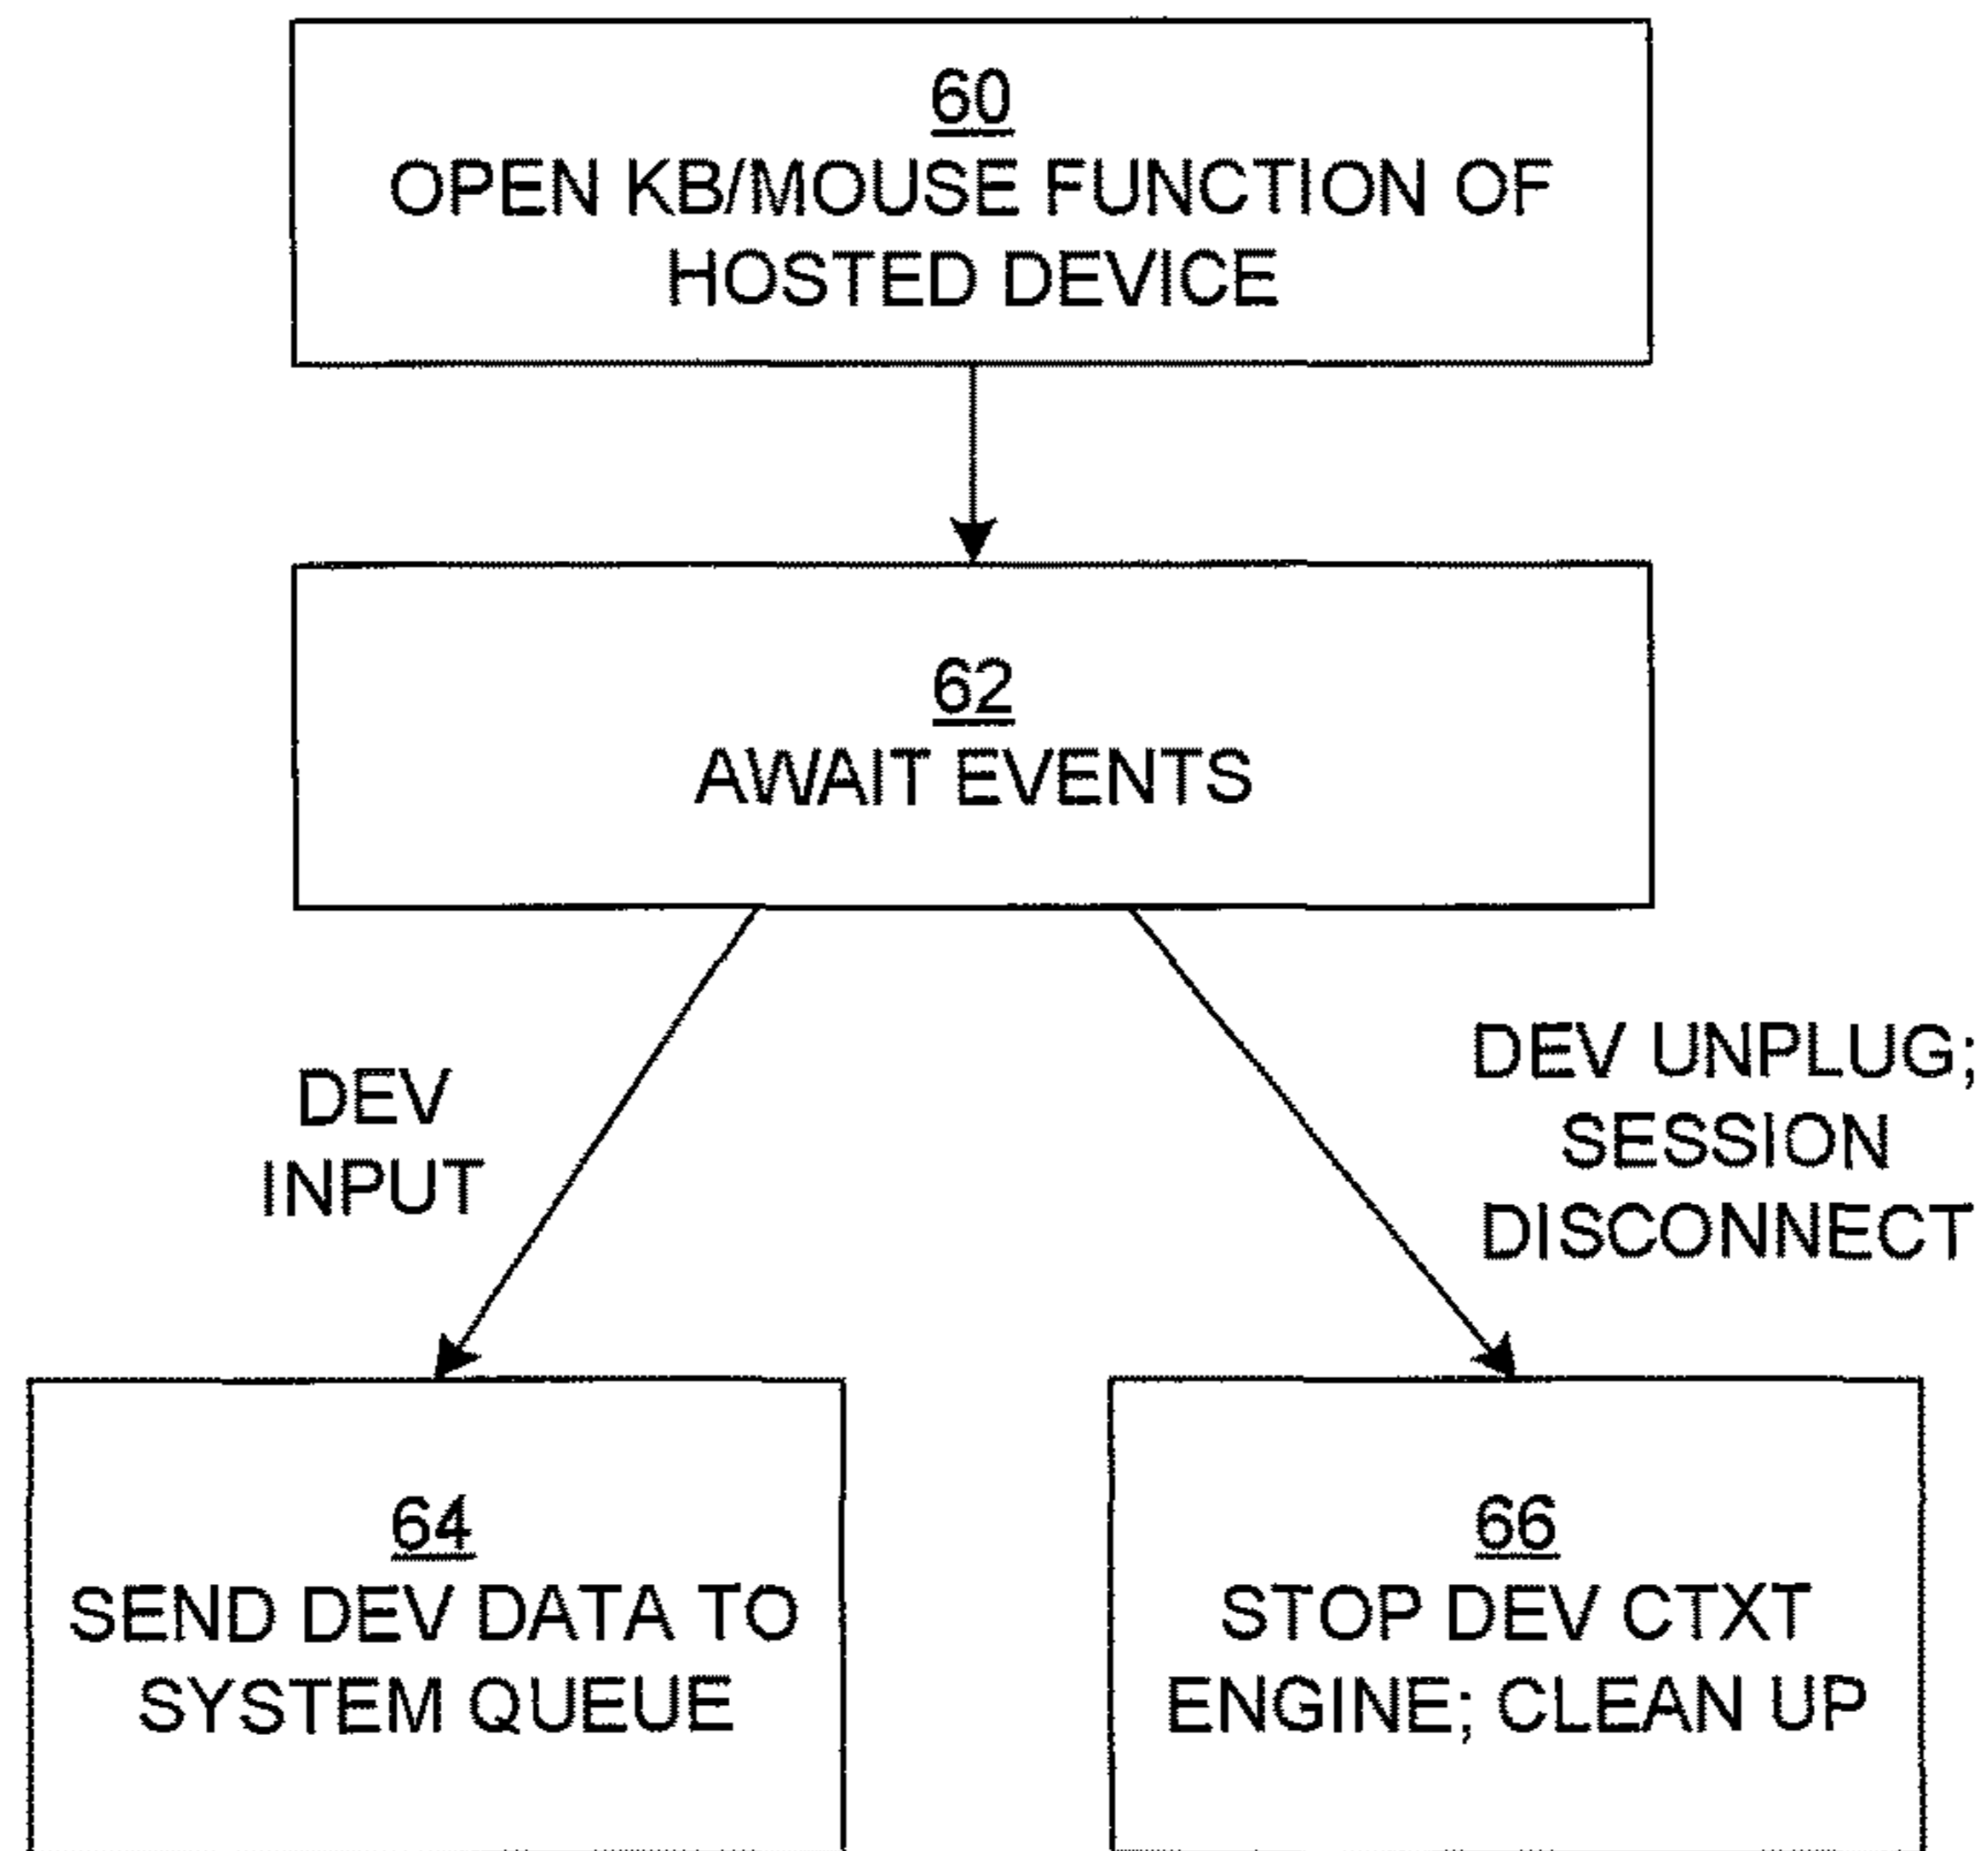 60
OPEN KB/MOUSE FUNCTION OF
HOSTED DEVICE
62
AWAIT EVENTS
DEV
INPUT
DEV UNPLUG;
SESSION
DISCONNECT
64
SEND DEV DATA TO
SYSTEM QUEUE
66
STOP DEV CTXT
ENGINE; CLEAN UP